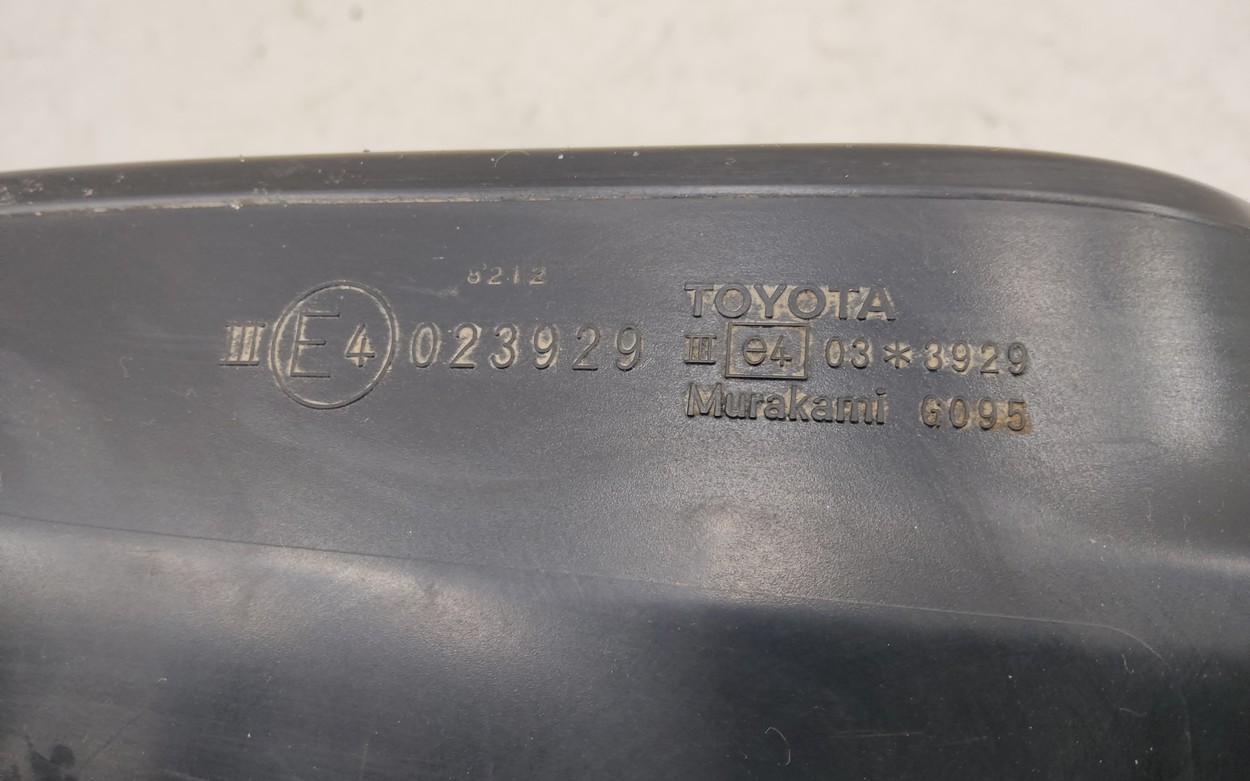 8212
III E4 023929
TOYOTA
III e4 03*3929
Murakami G095